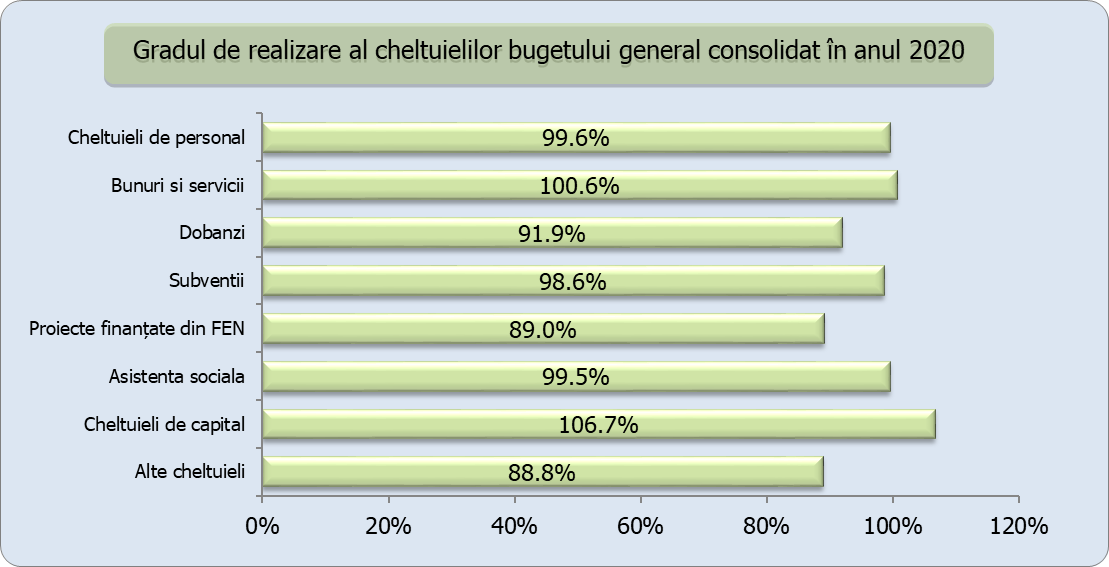 Gradul de realizare al cheltuielilor bugetului general consolidat în anul 2020
Cheltuieli de personal 99.6%
Bunuri si servicii 100.6%
Dobanzi 91.9%
Subventii 98.6%
Proiecte finanțate din FEN 89.0%
Asistenta sociala 99.5%
Cheltuieli de capital 106.7%
Alte cheltuieli 88.8%
0% 20% 40% 60% 80% 100% 120%